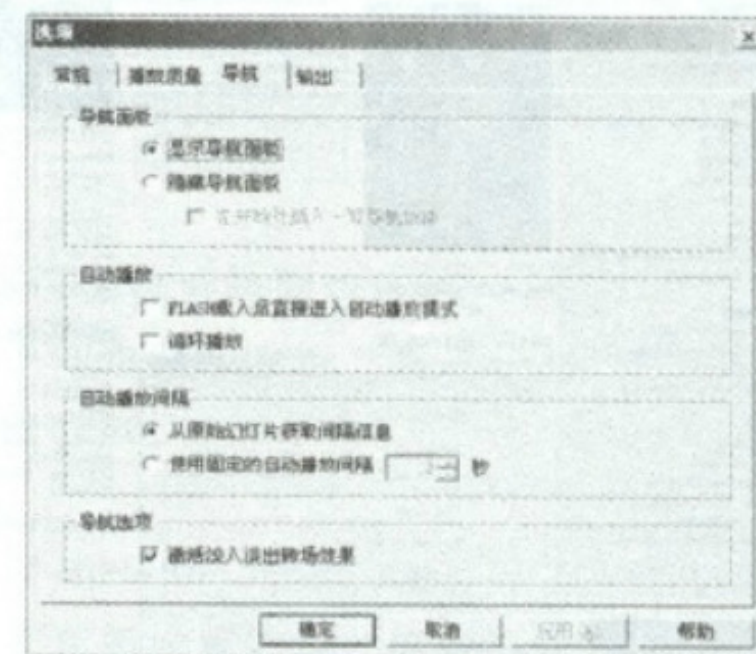 选项
常规 播放质量 导航 输出
导航面板
显示导航面板
隐藏导航面板
自动播放
FLASH载入后直接进入自动播放模式
循环播放
自动播放间隔
从原始幻灯片获取间隔信息
使用固定的自动播放间隔 秒
导航选项
激活淡入淡出转场效果
确定 取消 应用 帮助